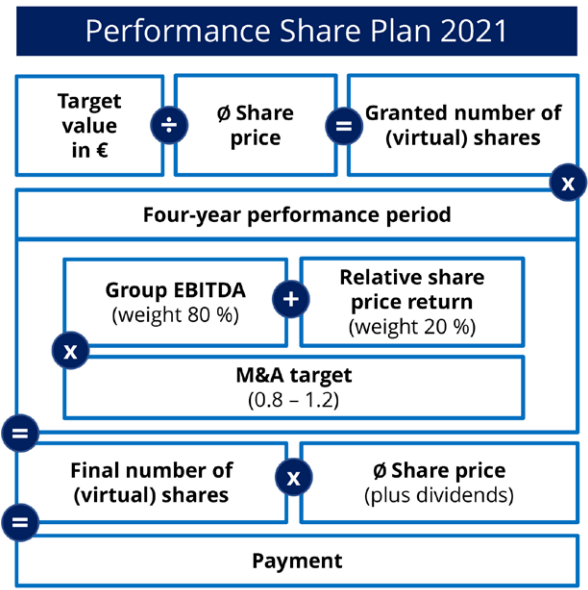 Performance Share Plan 2021
Target
value
in €
÷
Ø Share
price
=
Granted number of
(virtual) shares
x
Four-year performance period
Group EBITDA
(weight 80 %)
+
Relative share
price return
(weight 20 %)
x
M&A target
(0.8 – 1.2)
=
Final number of
(virtual) shares
x
Ø Share price
(plus dividends)
=
Payment